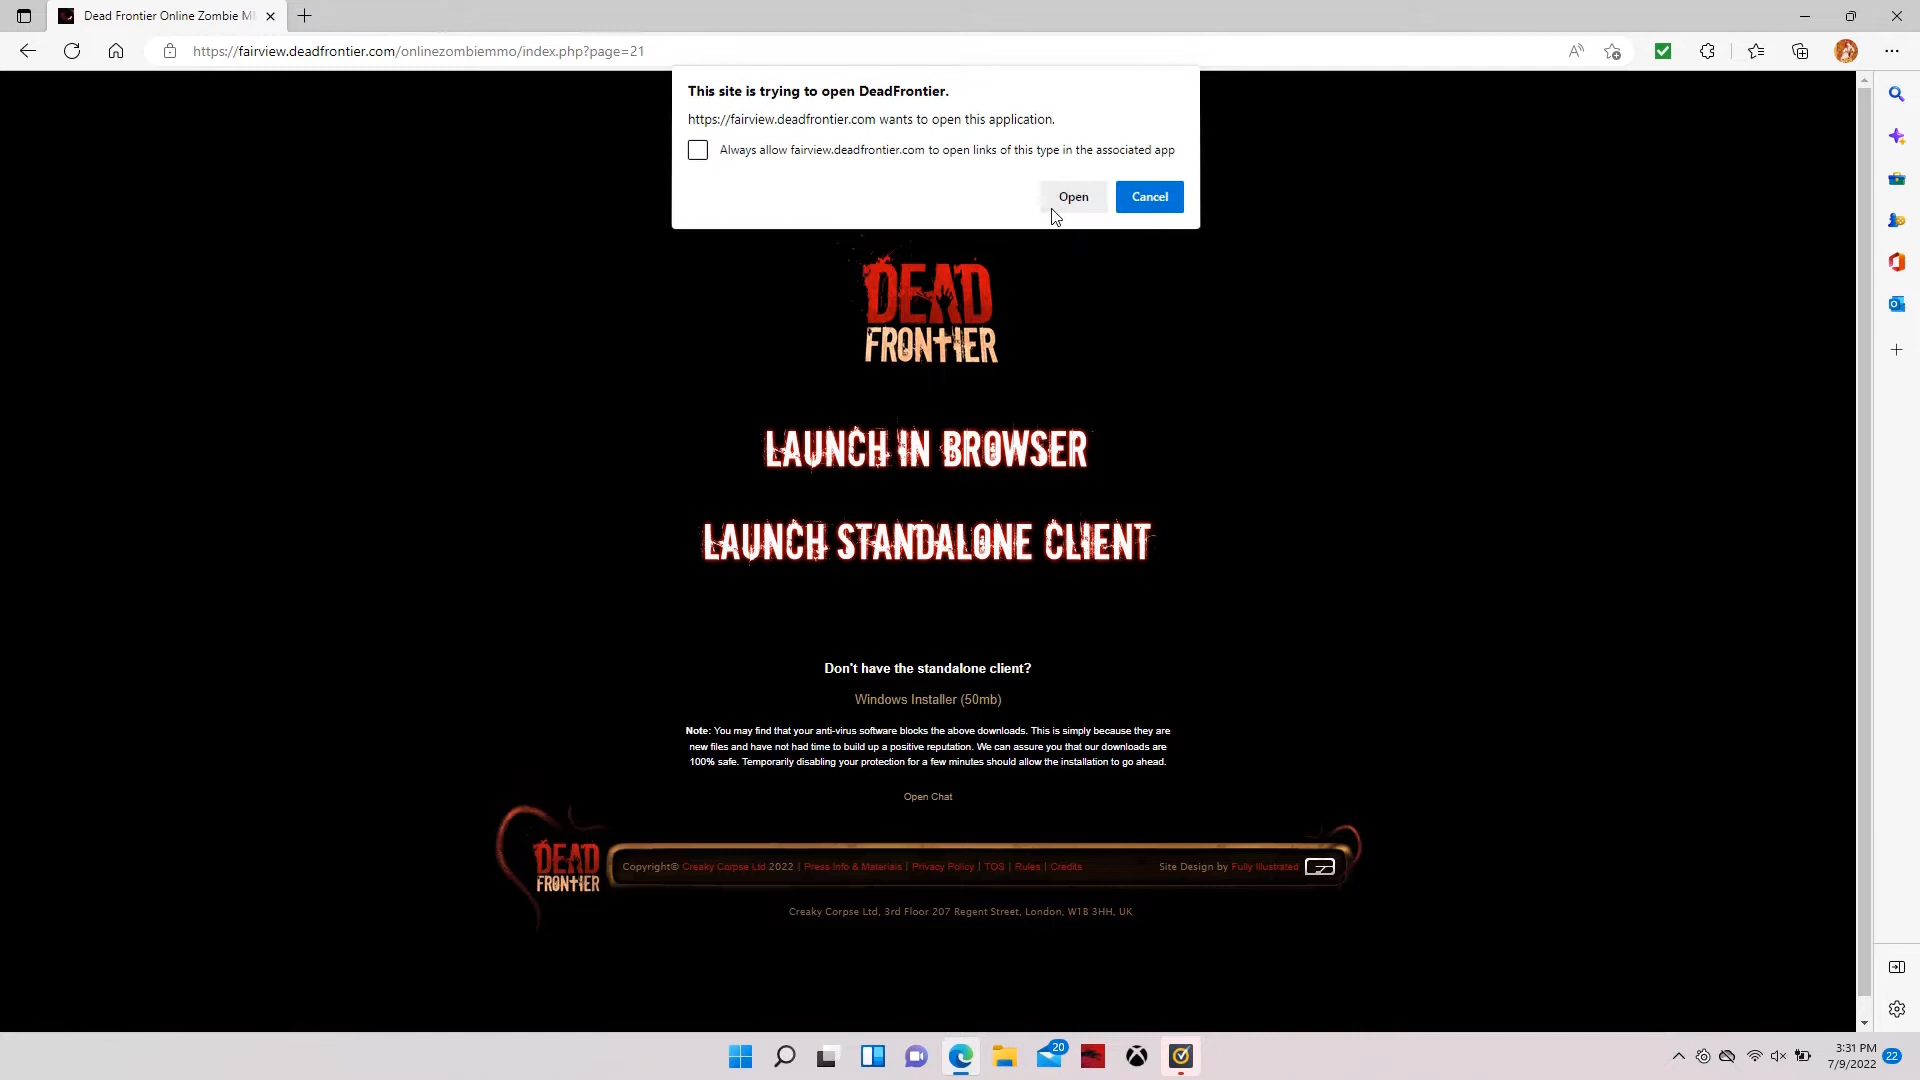 Dead Frontier Online Zombie M
https://fairview.deadfrontier.com/onlinezombiemmo/index.php?page=21
This site is trying to open DeadFrontier.
https://fairview.deadfrontier.com wants to open this application.
Always allow fairview.deadfrontier.com to open links of this type in the associated app
Open
Cancel
DEAD
FRONTIER
LAUNCH IN BROWSER
LAUNCH STANDALONE CLIENT
Don't have the standalone client?
Windows Installer (50mb)
Note: You may find that your anti-virus software blocks the above downloads. This is simply because they are
new files and have not had time to build up a positive reputation. We can assure you that our downloads are
100% safe. Temporarily disabling your protection for a few minutes should allow the installation to go ahead.
Open Chat
DEAD
FRONTIER
Copyright© Creaky Corpse Ltd 2022 | Press Info & Materials | Privacy Policy | TOS | Rules | Credits
Site Design by Fully Illustrated
Creaky Corpse Ltd, 3rd Floor 207 Regent Street, London, W1B 3HH, UK
20
3:31 PM
7/9/2022
22